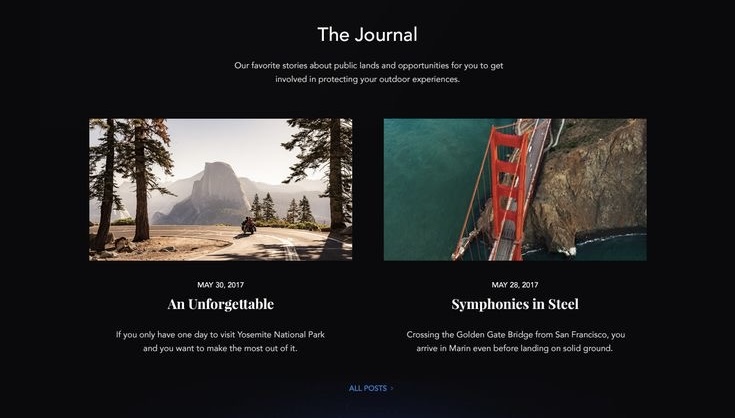 The Journal
Our favorite stories about public lands and opportunities for you to get
involved in protecting your outdoor experiences.
MAY 30, 2017
An Unforgettable
If you only have one day to visit Yosemite National Park
and you want to make the most out of it.
MAY 28, 2017
Symphonies in Steel
Crossing the Golden Gate Bridge from San Francisco, you
arrive in Marin even before landing on solid ground.
ALL POSTS ›